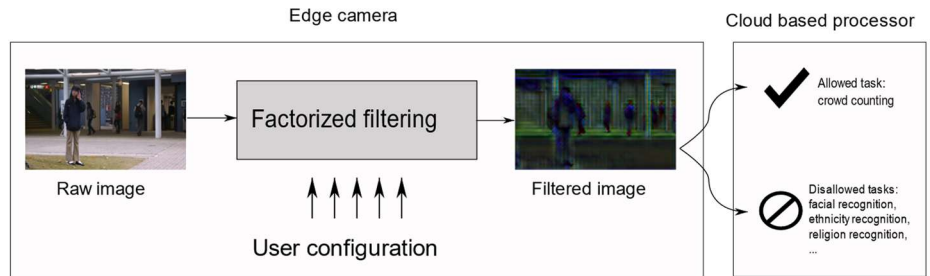 Edge camera
Cloud based processor
Factorized filtering
Raw image
Filtered image
User configuration
Allowed task:
crowd counting
Disallowed tasks:
facial recognition,
ethnicity recognition,
religion recognition,
...